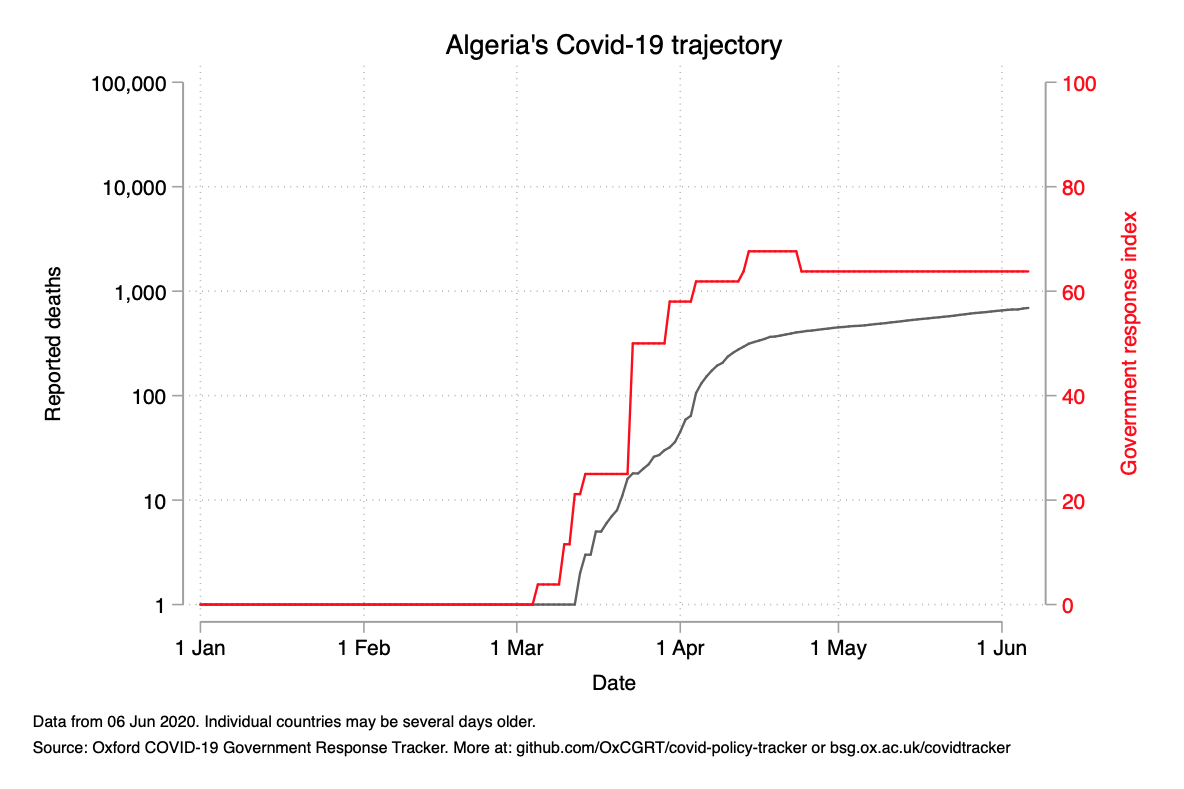 Algeria's Covid-19 trajectory
100,000
10,000
1,000
100
10
1
Reported deaths
100
80
60
40
20
0
Government response index
1 Jan 1 Feb 1 Mar 1 Apr 1 May 1 Jun
Date
Data from 06 Jun 2020. Individual countries may be several days older.
Source: Oxford COVID-19 Government Response Tracker. More at: github.com/OxCGRT/covid-policy-tracker or bsg.ox.ac.uk/covidtracker